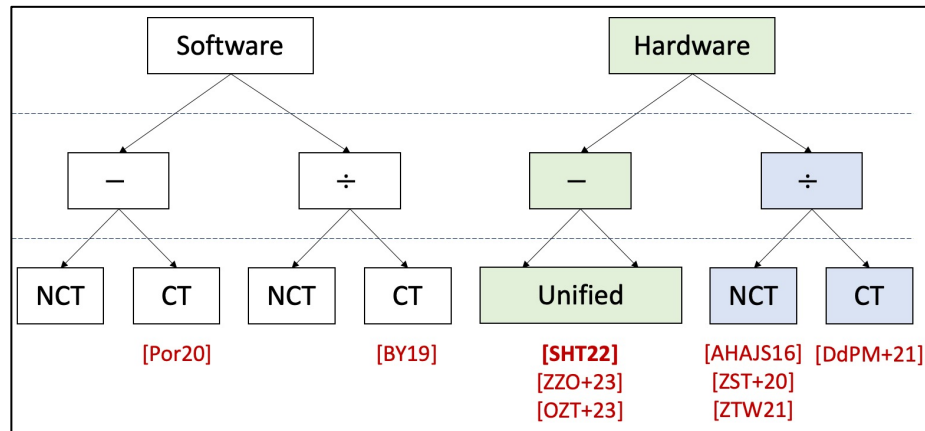 Software
Hardware
−
÷
−
÷
NCT
CT
NCT
CT
Unified
NCT
CT
[Por20]
[BY19]
[SHT22]
[AHAJS16]
[DdPM+21]
[ZZO+23]
[ZST+20]
[OZT+23]
[ZTW21]